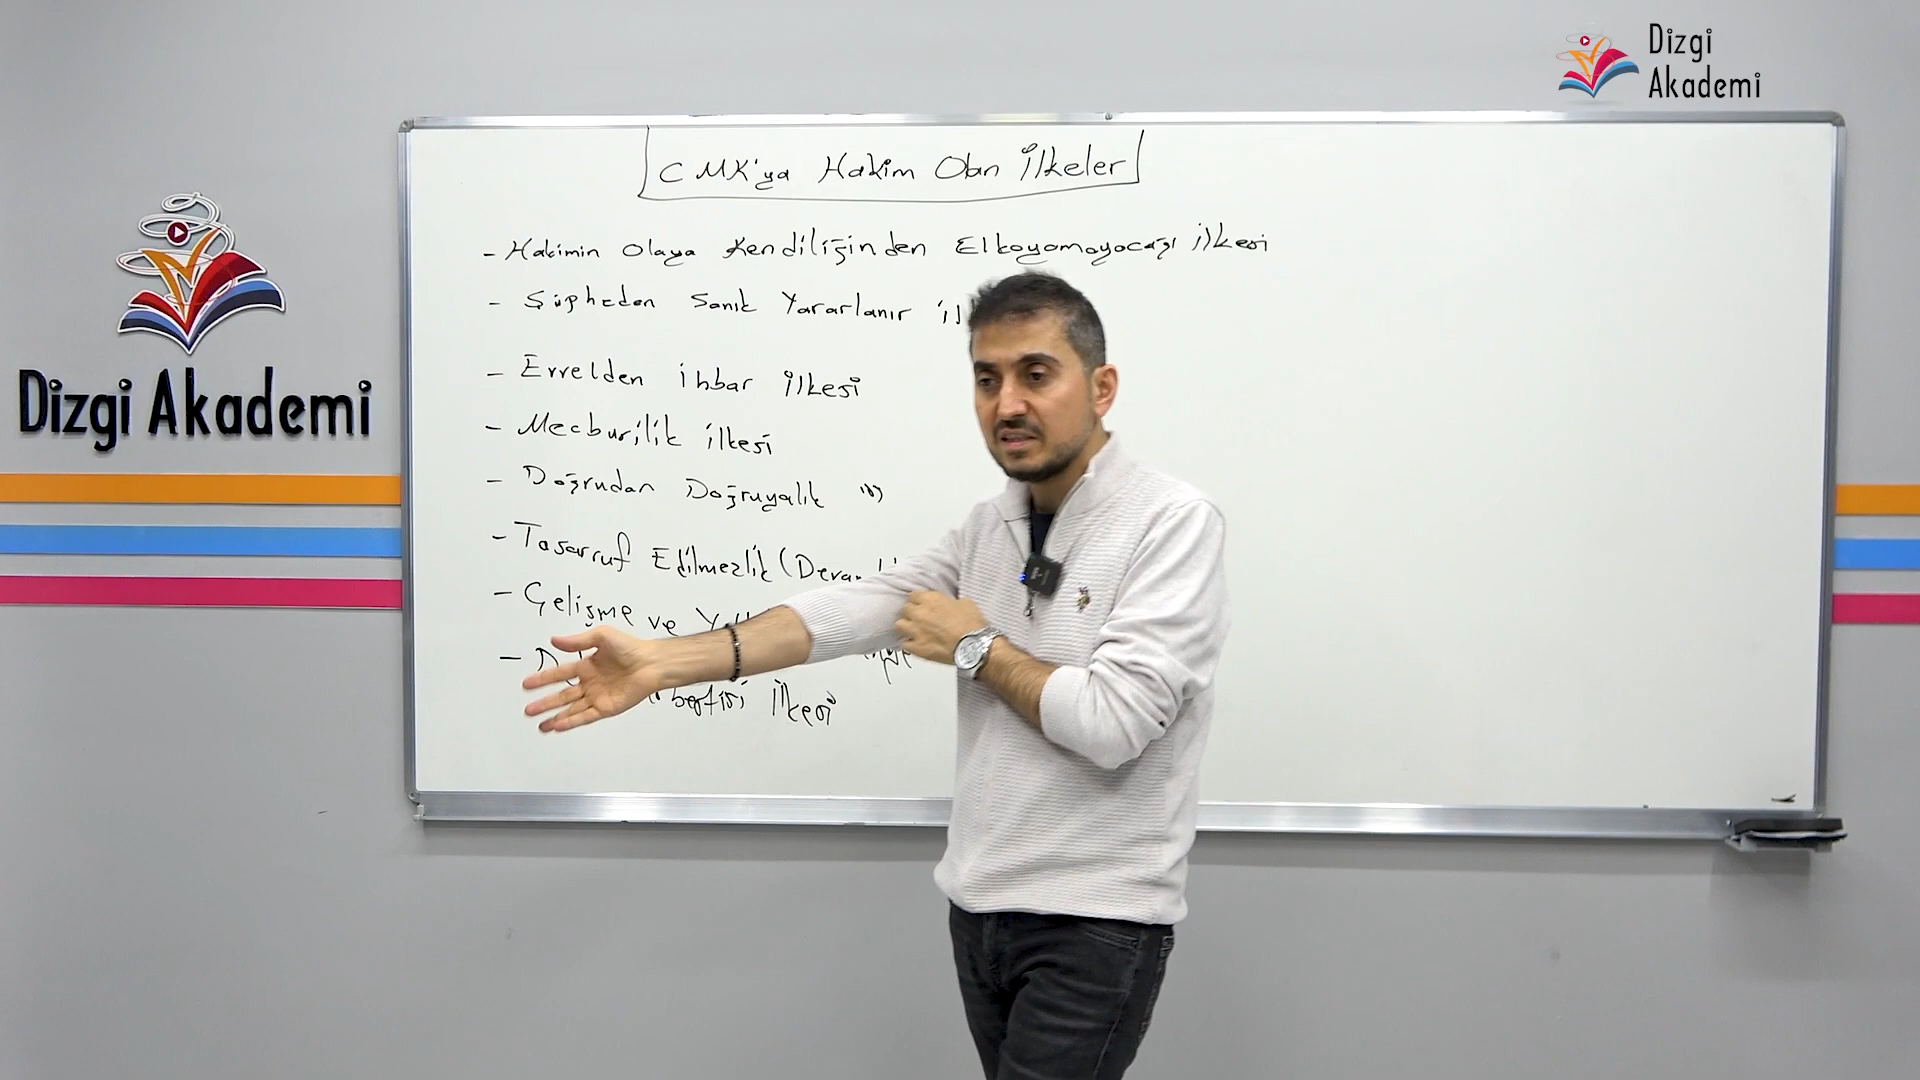 Dizgi
Akademi
Dizgi Akademi
CMK'ya Hakim Olan İlkeler
- Hakimin Olaya Kendiliğinden Elkoyamayacağı İlkesi
- Şüpheden Sanık Yararlanır
- Evvelden İhbar İlkesi
- Mecburilik İlkesi
- Doğrudan Doğruyalık
- Tasarruf Edilmezlik (
- Gelişme ve
İlkesi